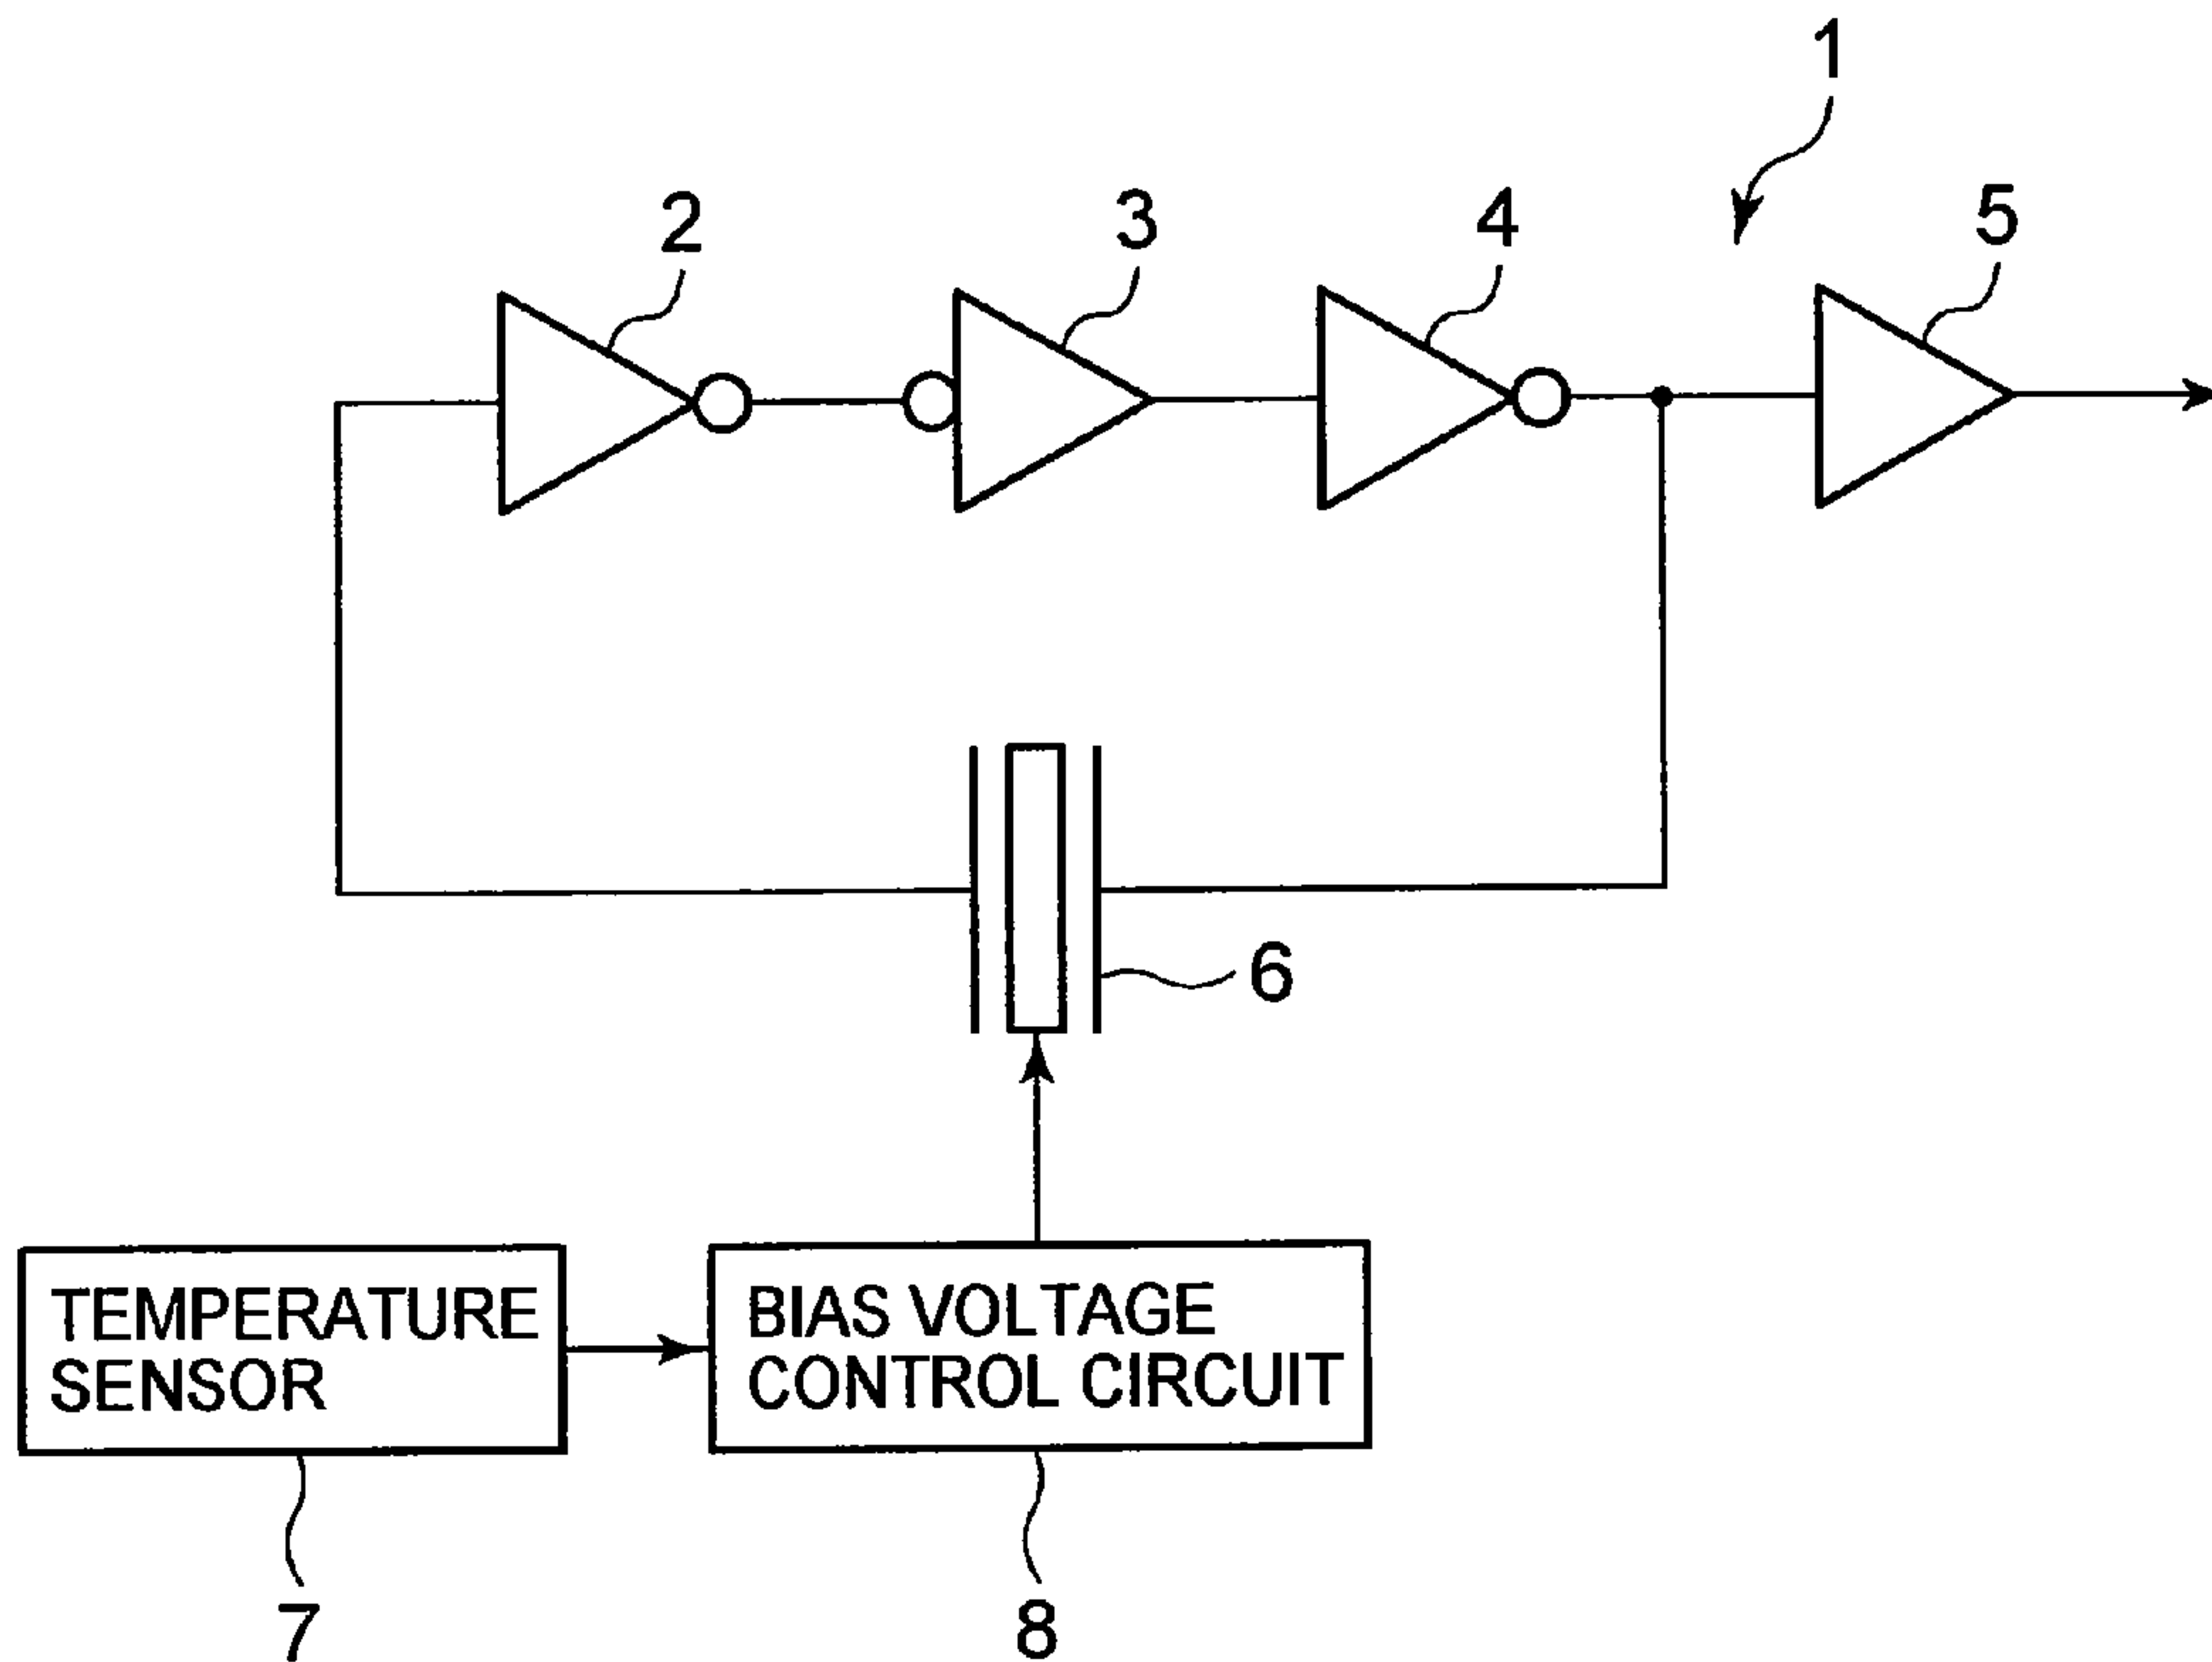 1
2
3
4
5
6
TEMPERATURE
SENSOR
BIAS VOLTAGE
CONTROL CIRCUIT
7
8